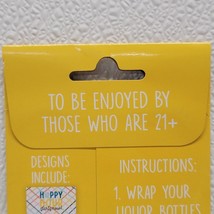 TO BE ENJOYED BY
THOSE WHO ARE 21+
DESIGNS
INCLUDE:
HAPPY
INSTRUCTIONS:
1. WRAP YOUR
LIQUOR BOTTLES